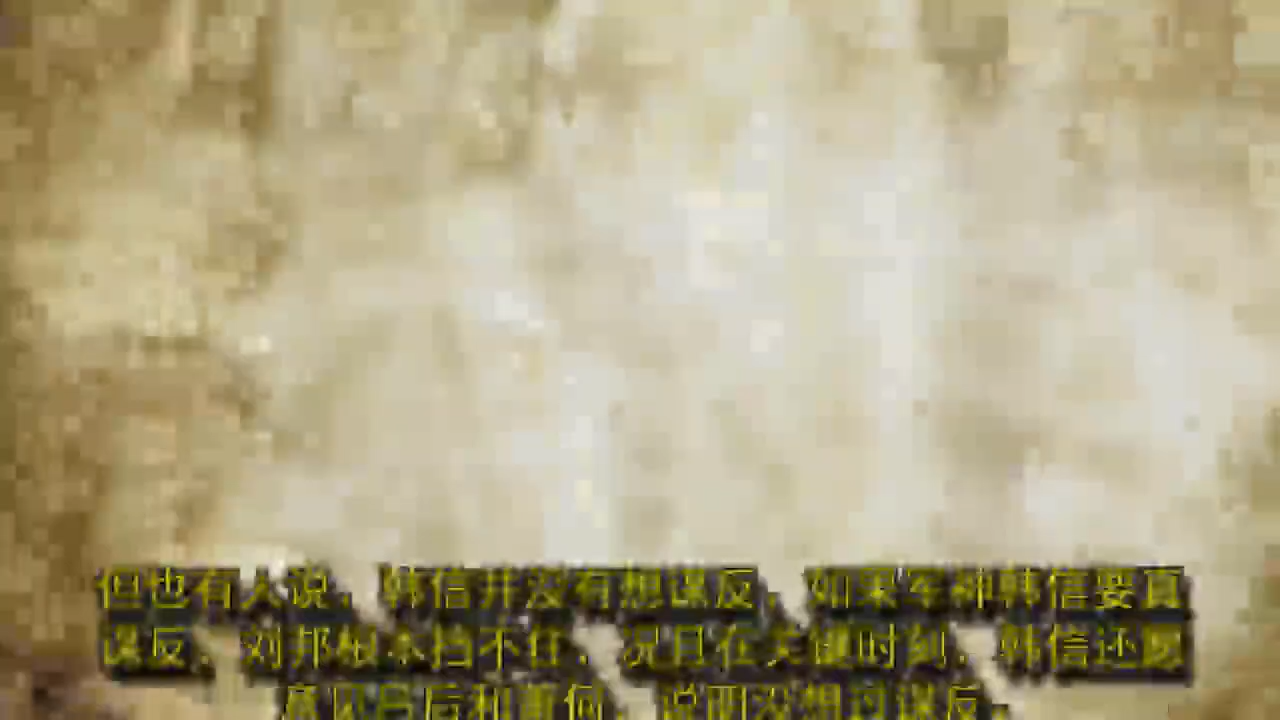 但也有人说，韩信并没有想谋反，如果军神韩信要真
谋反，刘邦根本挡不住，况且在关键时刻，韩信还愿
意见吕后和萧何，说明没想过谋反。